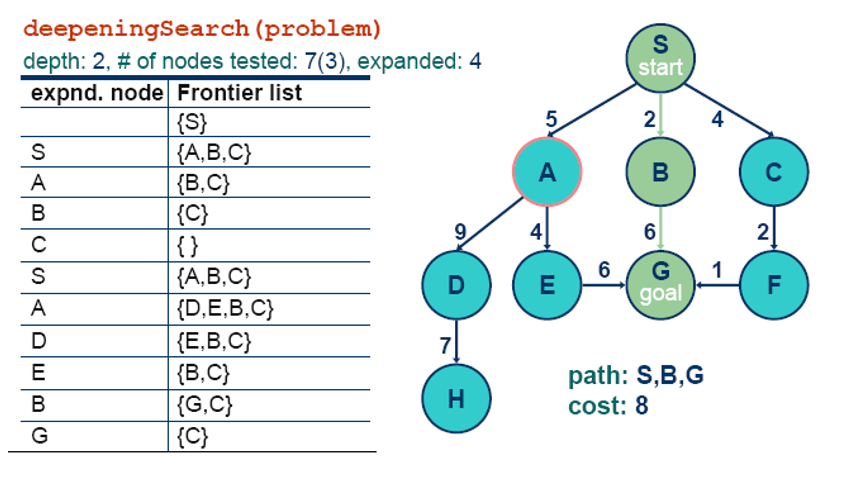 deepeningSearch(problem)
depth: 2, # of nodes tested: 7(3), expanded: 4
expnd. node Frontier list
{S}
S {A,B,C}
A {B,C}
B {C}
C { }
S {A,B,C}
A {D,E,B,C}
D {E,B,C}
E {B,C}
B {G,C}
G {C}
S
start
5 2 4
A B C
9 4 6 2
D E 6 G goal 1 F
7
H
path: S,B,G
cost: 8